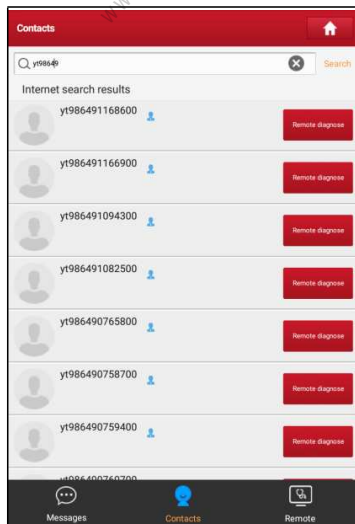 Contacts
yt98649
Search
Internet search results
yt986491168600
Remote diagnose
yt986491166900
Remote diagnose
yt986491094300
Remote diagnose
yt986491082500
Remote diagnose
yt986490765800
Remote diagnose
yt986490758700
Remote diagnose
yt986490759400
Remote diagnose
Messages
Contacts
Remote